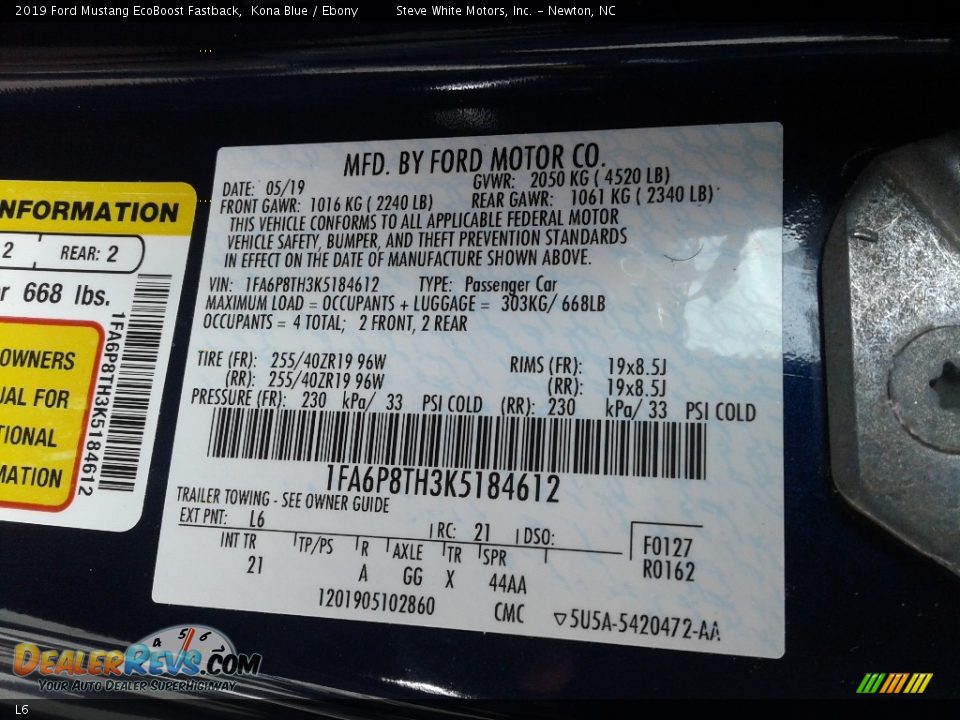 2019 Ford Mustang EcoBoost Fastback,  Kona Blue / Ebony        Steve White Motors, Inc. - Newton, NC
NFORMATION
2 REAR: 2
r 668 lbs.
OWNERS
UAL FOR
TIONAL
MATION
1FA6P8TH3K5184612
MFD. BY FORD MOTOR CO.
DATE: 05/19 GVWR: 2050 KG ( 4520 LB)
FRONT GAWR: 1016 KG ( 2240 LB) REAR GAWR: 1061 KG ( 2340 LB)
THIS VEHICLE CONFORMS TO ALL APPLICABLE FEDERAL MOTOR
VEHICLE SAFETY, BUMPER, AND THEFT PREVENTION STANDARDS
IN EFFECT ON THE DATE OF MANUFACTURE SHOWN ABOVE.
VIN: 1FA6P8TH3K5184612 TYPE: Passenger Car
MAXIMUM LOAD = OCCUPANTS + LUGGAGE = 303KG/ 668LB
OCCUPANTS = 4 TOTAL; 2 FRONT, 2 REAR
TIRE (FR): 255/40ZR19 96W RIMS (FR): 19x8.5J
(RR): 255/40ZR19 96W (RR): 19x8.5J
PRESSURE (FR): 230 kPa/ 33 PSI COLD (RR): 230 kPa/ 33 PSI COLD
1FA6P8TH3K5184612
TRAILER TOWING - SEE OWNER GUIDE
EXT PNT: L6 RC: 21 DSO:
INT TR TP/PS R AXLE TR SPR F0127
21 A GG X 44AA R0162
1201905102860 CMC ▽5U5A-5420472-AA
4 5 6
DEALERREVS.COM
YOUR AUTO DEALER SUPERHIGHWAY
L6